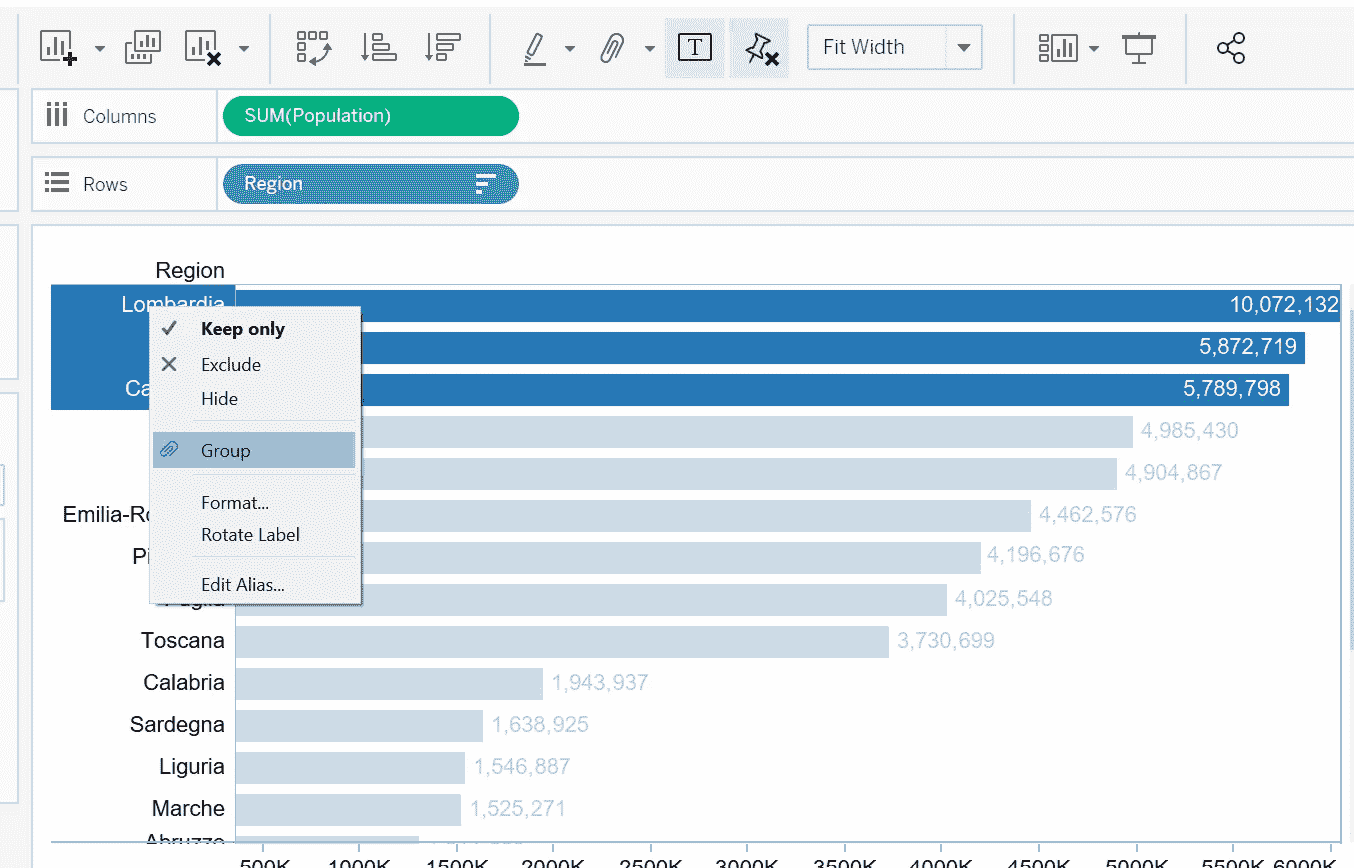 T Fit Width
Columns SUM(Population)
Rows Region
Region
Lombardia 10,072,132
Keep only
5,872,719
Exclude
Ca 5,789,798
Hide
4,985,430
Group
4,904,867
Format...
Emilia-Ro 4,462,576
Rotate Label
Pi 4,196,676
Edit Alias...
Puglia 4,025,548
Toscana 3,730,699
Calabria 1,943,937
Sardegna 1,638,925
Liguria 1,546,887
Marche 1,525,271
Abruzzo
500K 1000K 1500K 2000K 2500K 3000K 3500K 4000K 4500K 5000K 5500K 6000K